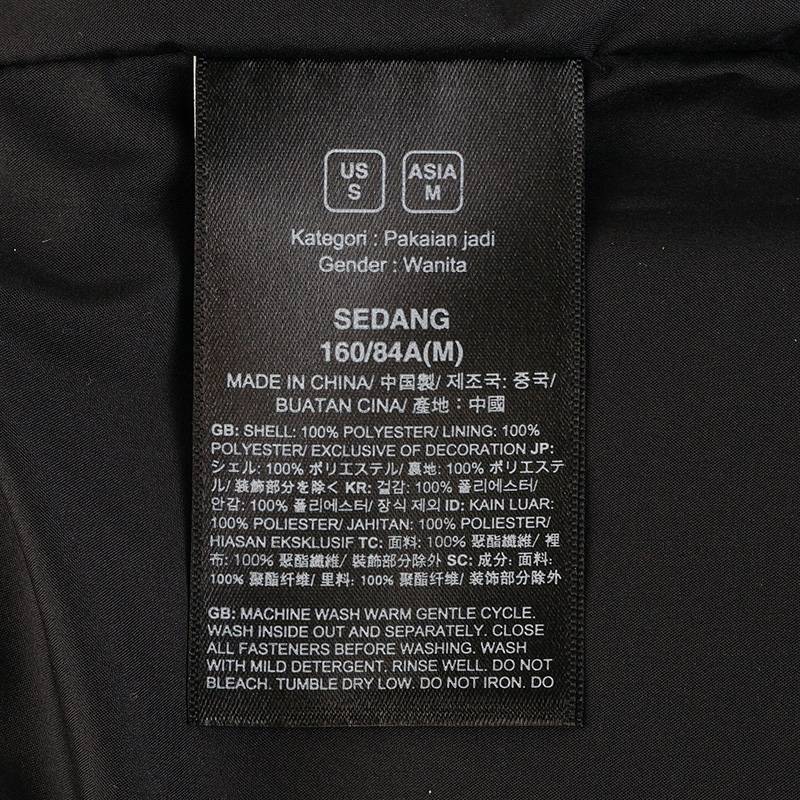 US ASIA
S M
Kategori : Pakaian jadi
Gender : Wanita
SEDANG
160/84A(M)
MADE IN CHINA/ 中国製/ 제조국: 중국/
BUATAN CINA/ 產地：中國
GB: SHELL: 100% POLYESTER/ LINING: 100%
POLYESTER/ EXCLUSIVE OF DECORATION JP:
シェル: 100% ポリエステル/ 裏地: 100% ポリエステ
ル/ 装飾部分を除く KR: 겉감: 100% 폴리에스터/
안감: 100% 폴리에스터/ 장식 제외 ID: KAIN LUAR:
100% POLIESTER/ JAHITAN: 100% POLIESTER/
HIASAN EKSKLUSIF TC: 面料: 100% 聚酯纖維/ 裡
布: 100% 聚酯纖維/ 裝飾部分除外 SC: 成分: 面料:
100% 聚酯纤维/ 里料: 100% 聚酯纤维/ 装饰部分除外
GB: MACHINE WASH WARM GENTLE CYCLE.
WASH INSIDE OUT AND SEPARATELY. CLOSE
ALL FASTENERS BEFORE WASHING. WASH
WITH MILD DETERGENT. RINSE WELL. DO NOT
BLEACH. TUMBLE DRY LOW. DO NOT IRON. DO